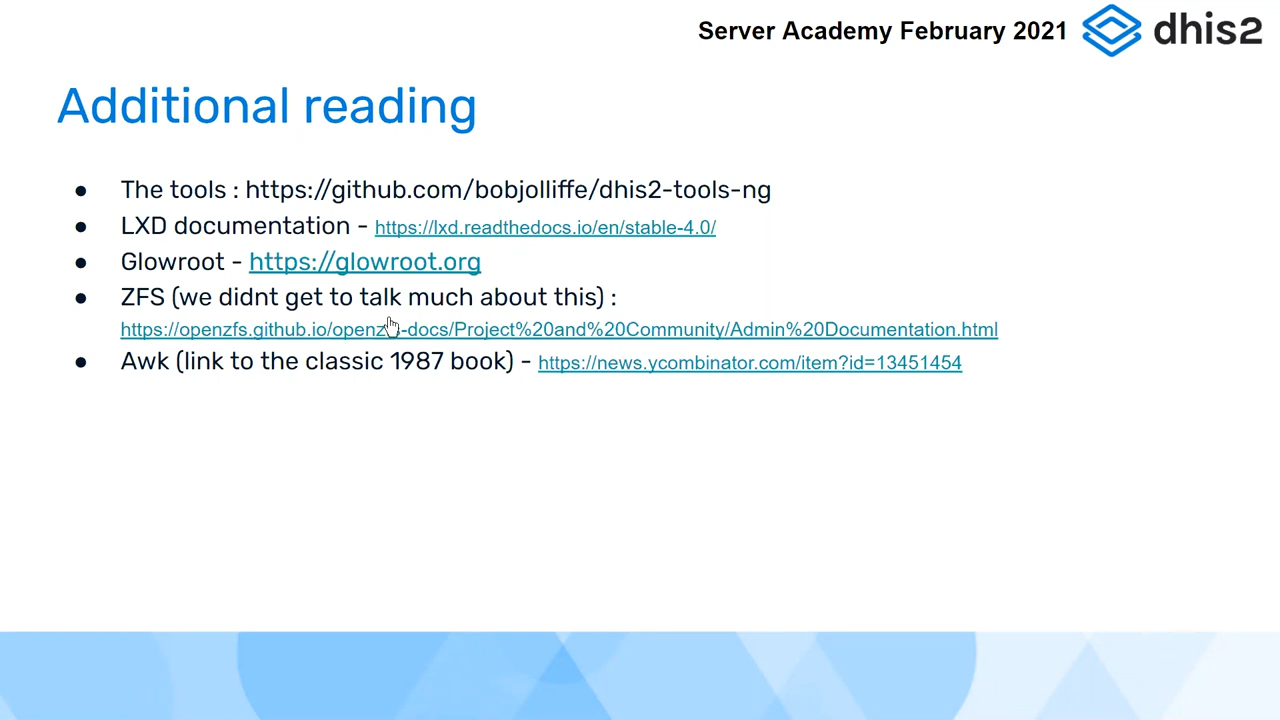 Server Academy February 2021 dhis2
Additional reading
● The tools : https://github.com/bobjolliffe/dhis2-tools-ng
● LXD documentation - https://lxd.readthedocs.io/en/stable-4.0/
● Glowroot - https://glowroot.org
● ZFS (we didnt get to talk much about this) :
https://openzfs.github.io/openzfs-docs/Project%20and%20Community/Admin%20Documentation.html
● Awk (link to the classic 1987 book) - https://news.ycombinator.com/item?id=13451454